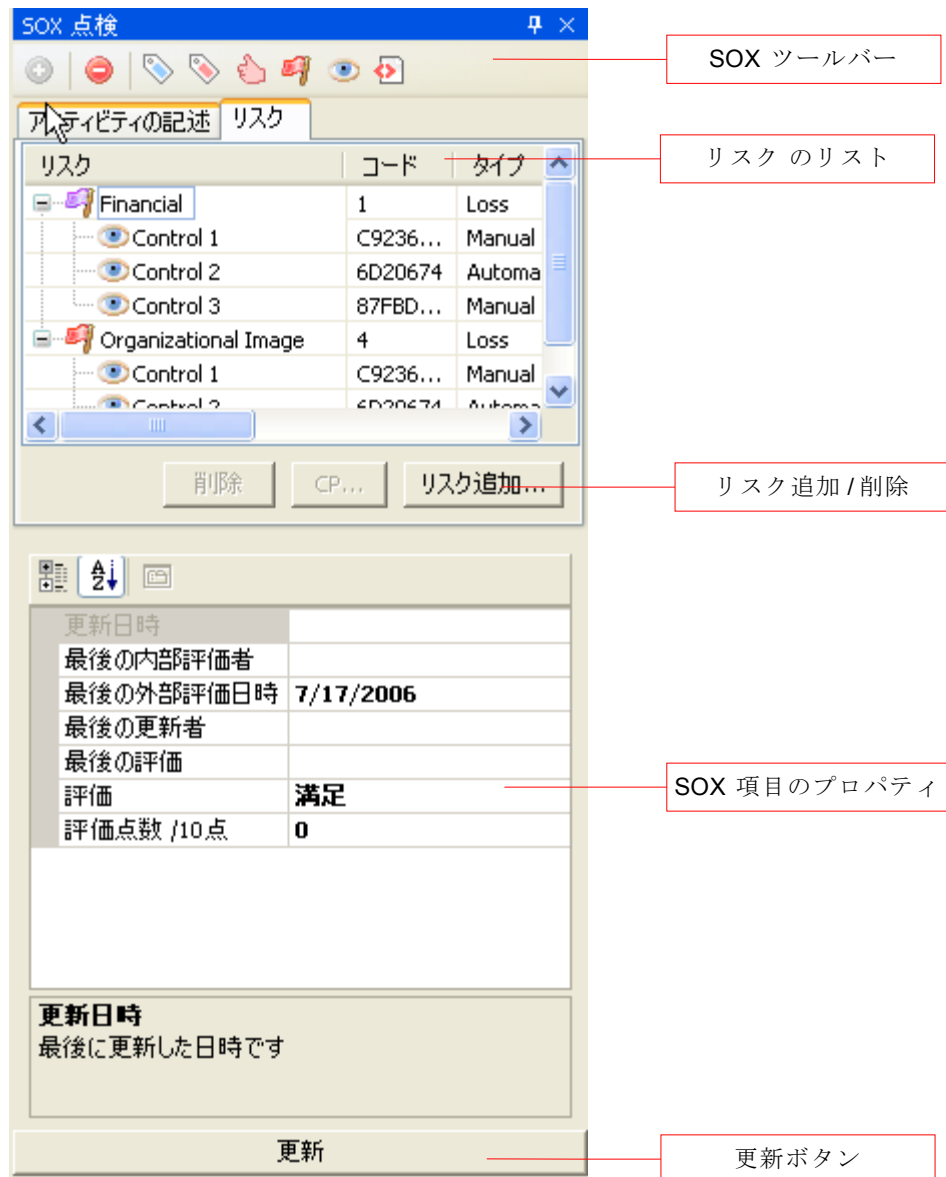 SOX 点検
SOX ツールバー
アクティビティの記述 リスク
リスク コード タイプ
リスク のリスト
Financial 1 Loss
Control 1 C9236... Manual
Control 2 6D20674 Automa
Control 3 87FBD... Manual
Organizational Image 4 Loss
Control 1 C9236... Manual
Control 2 6D20674 Automa
削除 CP... リスク追加...
リスク追加 / 削除
更新日時
最後の内部評価者
最後の外部評価日時 7/17/2006
最後の更新者
最後の評価
評価 満足
評価点数 /10点 0
SOX 項目のプロパティ
更新日時
最後に更新した日時です
更新
更新ボタン